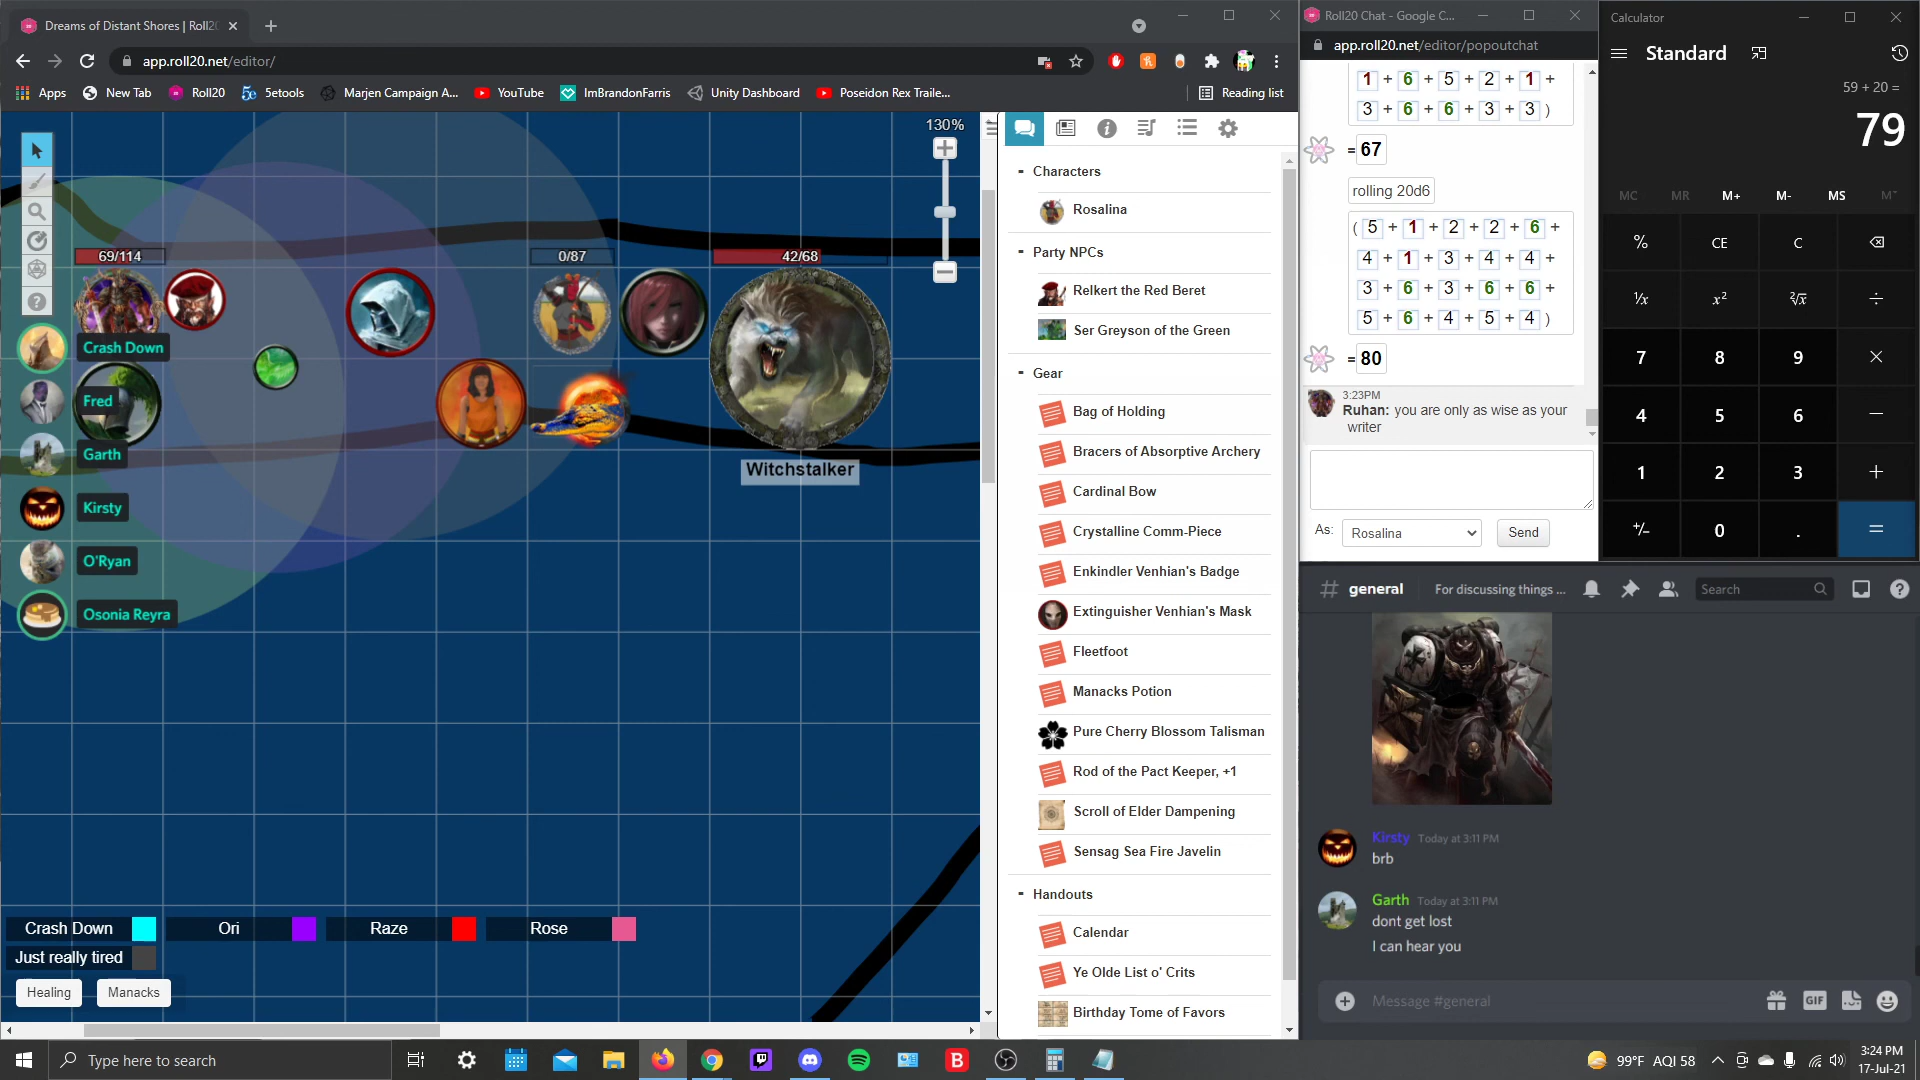 Dreams of Distant Shores | Roll20
app.roll20.net/editor/
Apps
New Tab
Roll20
5etools
Marjen Campaign A...
YouTube
ImBrandonFarris
Unity Dashboard
Poseidon Rex Traile...
Reading list
130%
69/114
0/87
42/68
Crash Down
Fred
Garth
Kirsty
O'Ryan
Osonia Reyra
Witchstalker
Crash Down
Ori
Raze
Rose
Just really tired
Healing
Manacks
Characters
Rosalina
Party NPCs
Relkert the Red Beret
Ser Greyson of the Green
Gear
Bag of Holding
Bracers of Absorptive Archery
Cardinal Bow
Crystalline Comm-Piece
Enkindler Venhian's Badge
Extinguisher Venhian's Mask
Fleetfoot
Manacks Potion
Pure Cherry Blossom Talisman
Rod of the Pact Keeper, +1
Scroll of Elder Dampening
Sensag Sea Fire Javelin
Handouts
Calendar
Ye Olde List o' Crits
Birthday Tome of Favors
Roll20 Chat - Google C...
app.roll20.net/editor/popoutchat
1 + 6 + 5 + 2 + 1 +
3 + 6 + 6 + 3 + 3 )
= 67
rolling 20d6
( 5 + 1 + 2 + 2 + 6 +
4 + 1 + 3 + 4 + 4 +
3 + 6 + 3 + 6 + 6 +
5 + 6 + 4 + 5 + 4 )
= 80
3:23PM
Ruhan: you are only as wise as your
writer
As: Rosalina
Send
Calculator
Standard
59 + 20 =
79
MC MR M+ M- MS M˅
% CE C
¹/x x² ²√x ÷
7 8 9 ×
4 5 6 −
1 2 3 +
+/- 0 . =
# general
For discussing things ...
Search
Kirsty Today at 3:11 PM
brb
Garth Today at 3:11 PM
dont get lost
I can hear you
Message #general
GIF
Type here to search
99°F AQI 58
3:24 PM
17-Jul-21